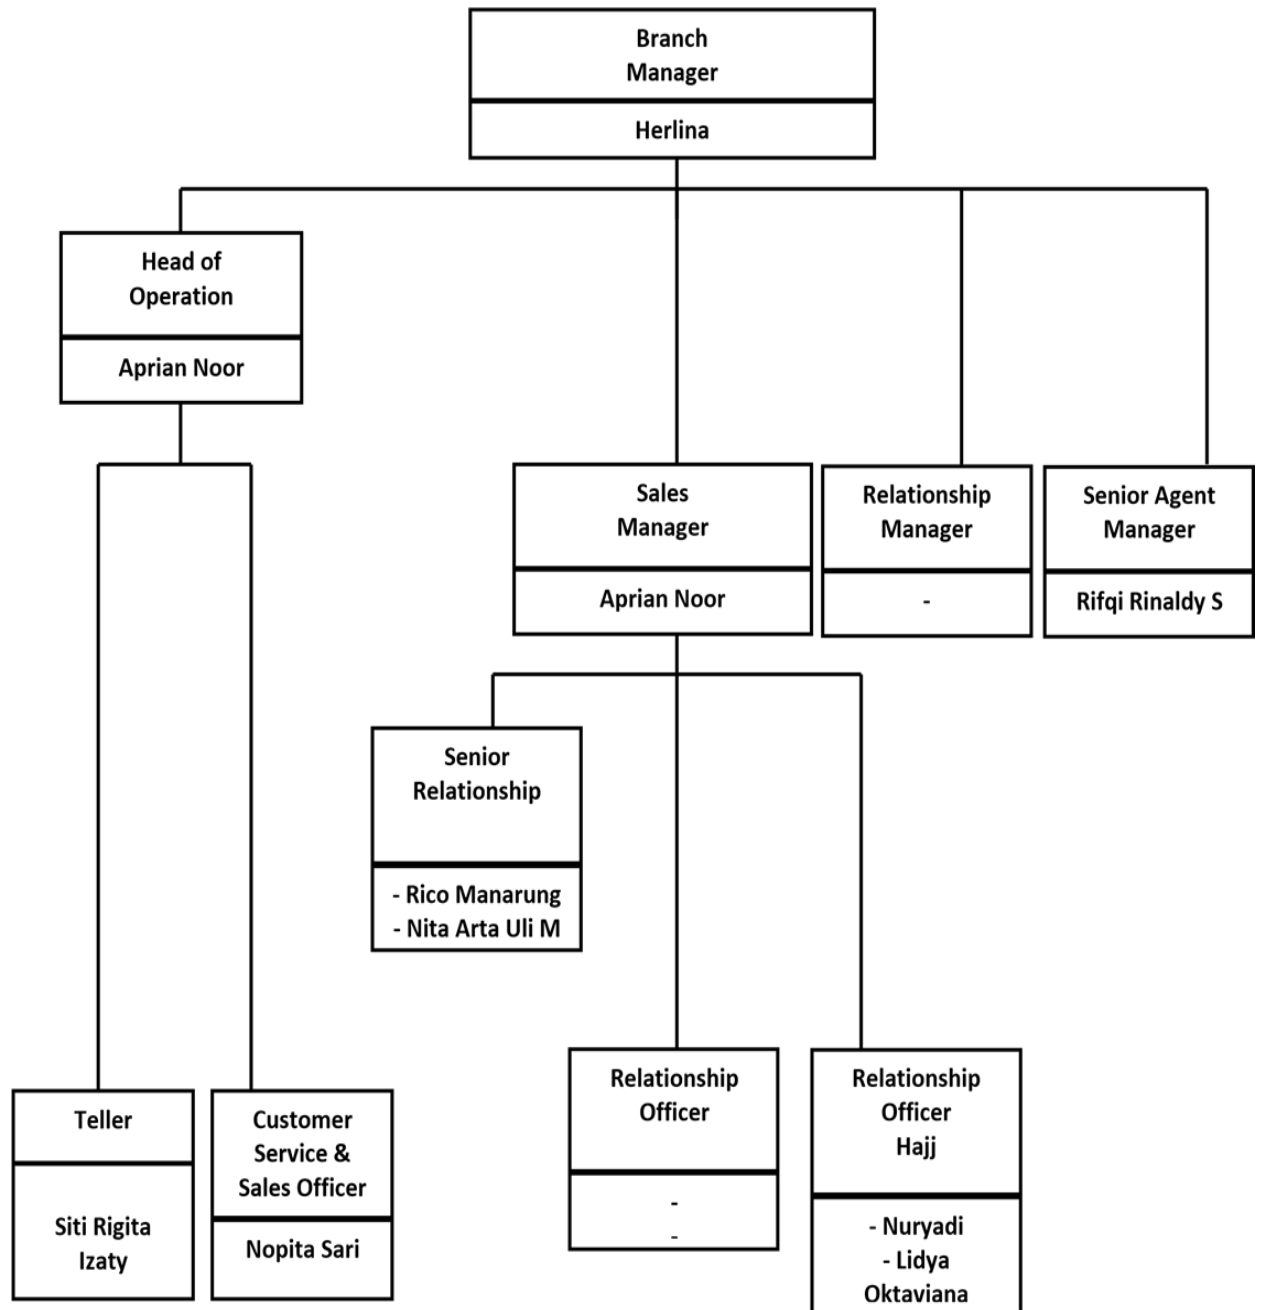 Branch
Manager
Herlina
Head of
Operation
Aprian Noor
Sales
Manager
Aprian Noor
Relationship
Manager
-
Senior Agent
Manager
Rifqi Rinaldy S
Senior
Relationship
- Rico Manarung
- Nita Arta Uli M
Relationship
Officer
-
-
Relationship
Officer
Hajj
- Nuryadi
- Lidya
Oktaviana
Teller
Siti Rigita
Izaty
Customer
Service &
Sales Officer
Nopita Sari